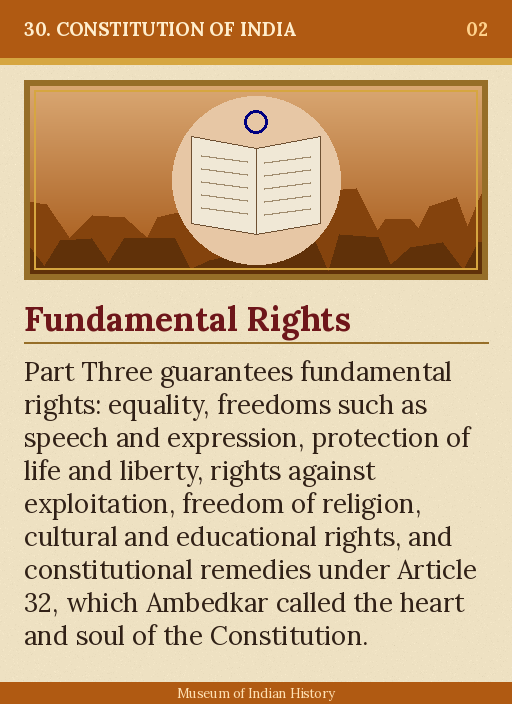 30. CONSTITUTION OF INDIA
02
Fundamental Rights
Part Three guarantees fundamental
rights: equality, freedoms such as
speech and expression, protection of
life and liberty, rights against
exploitation, freedom of religion,
cultural and educational rights, and
constitutional remedies under Article
32, which Ambedkar called the heart
and soul of the Constitution.
Museum of Indian History